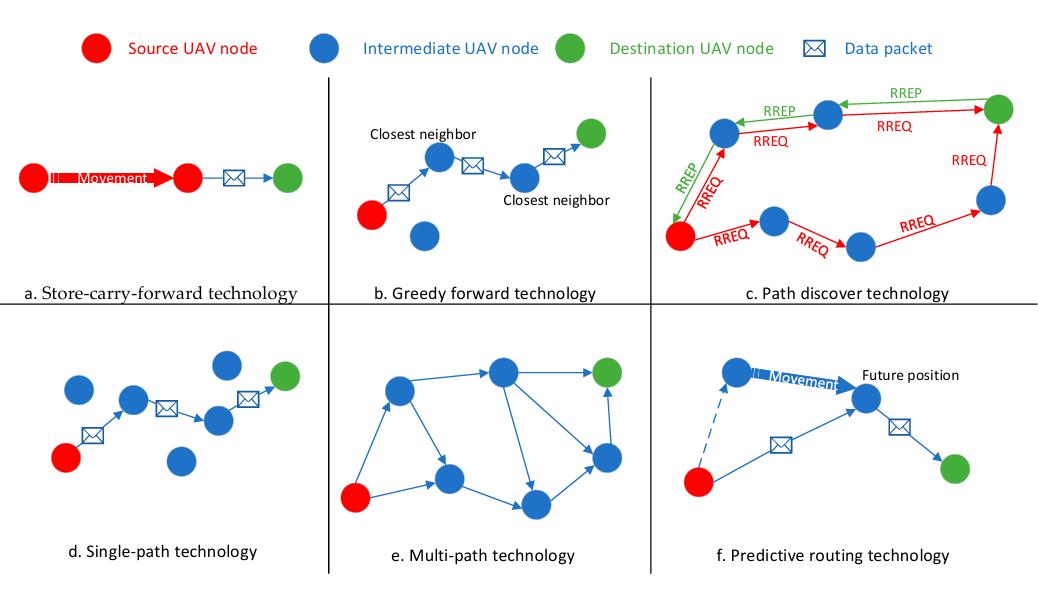 Source UAV node
Intermediate UAV node
Destination UAV node
Data packet
Movement
a. Store-carry-forward technology
Closest neighbor
Closest neighbor
b. Greedy forward technology
RREP
RREP
RREQ
RREQ
RREP
RREQ
RREQ
RREQ
RREQ
RREQ
c. Path discover technology
d. Single-path technology
e. Multi-path technology
Movement
Future position
f. Predictive routing technology